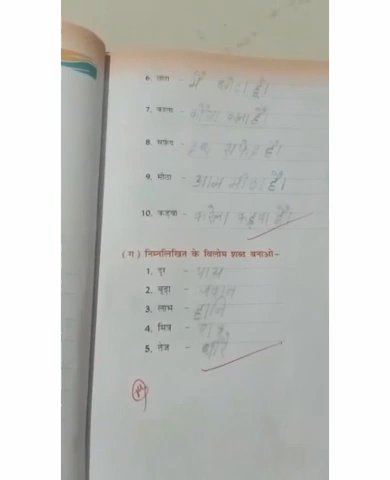 6. छोटा - मैं छोटा हूँ।
7. काला - कौवा काला है।
8. सफेद - दूध सफेद है।
9. मीठा - आम मीठा है।
10. कड़वा - करेला कड़वा है।
(ग) निम्नलिखित के विलोम शब्द बनाओ-
1. दूर - पास
2. बूढ़ा - जवान
3. लाभ - हानि
4. मित्र - शत्रु
5. तेज -